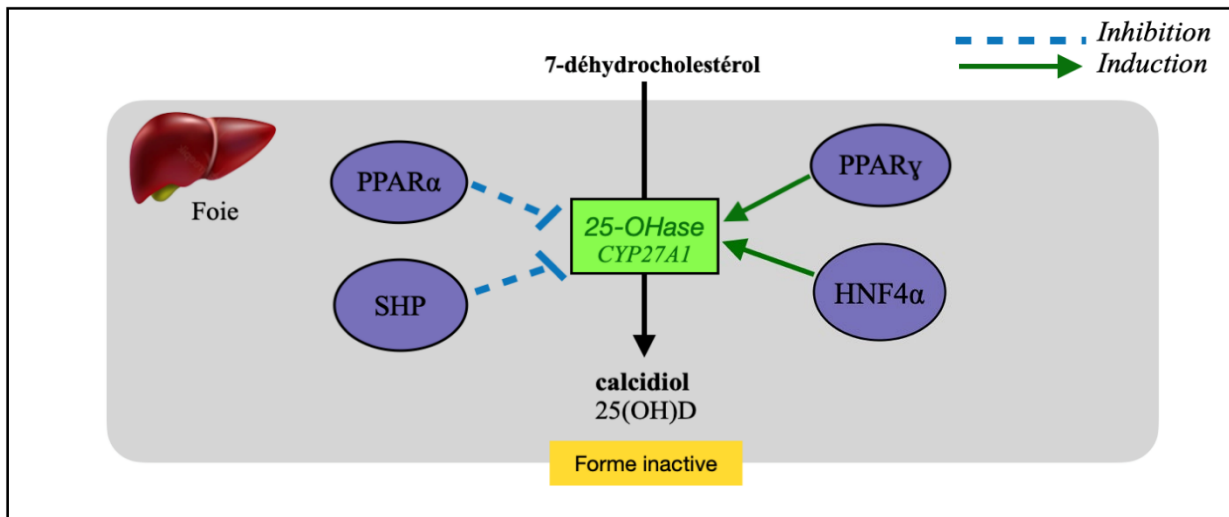 Inhibition
Induction
7-déhydrocholestérol
Foie
PPARα
SHP
25-OHase
CYP27A1
PPARɣ
HNF4α
calcidiol
25(OH)D
Forme inactive